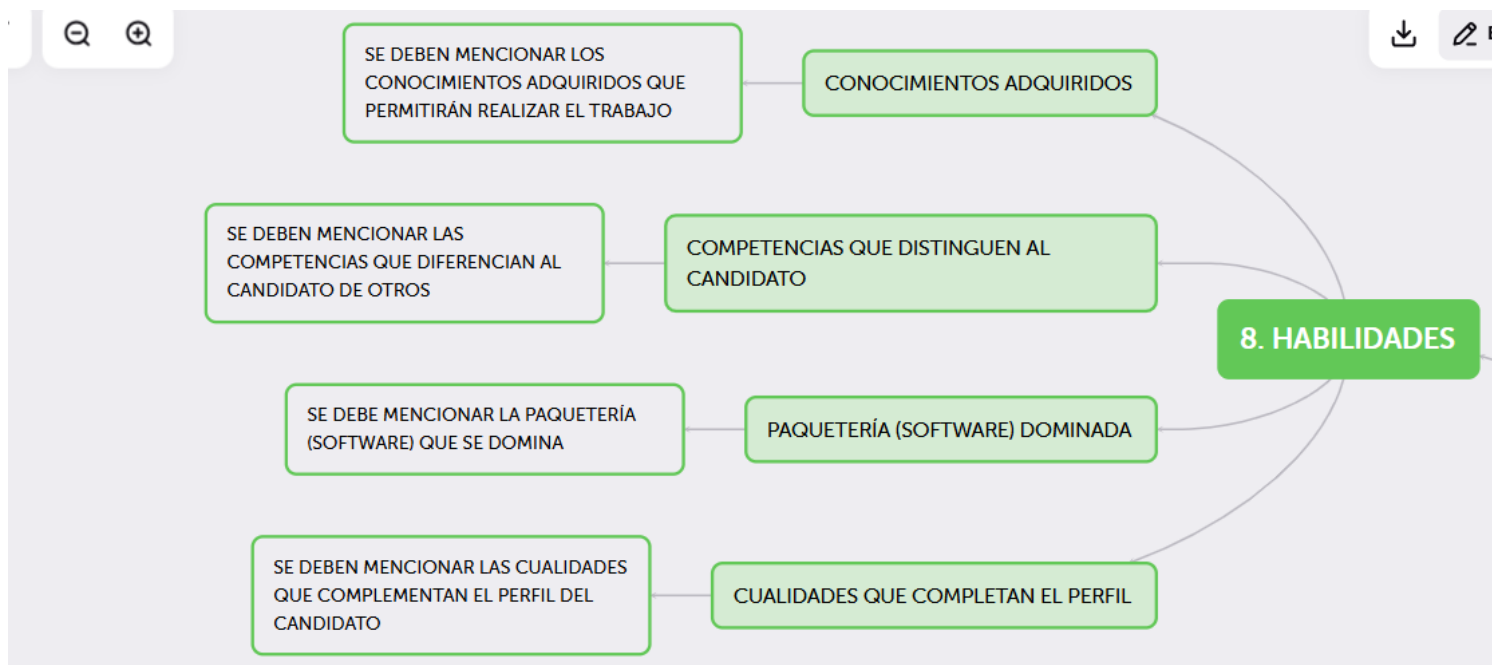 SE DEBEN MENCIONAR LOS
CONOCIMIENTOS ADQUIRIDOS QUE
PERMITIRÁN REALIZAR EL TRABAJO
CONOCIMIENTOS ADQUIRIDOS
SE DEBEN MENCIONAR LAS
COMPETENCIAS QUE DIFERENCIAN AL
CANDIDATO DE OTROS
COMPETENCIAS QUE DISTINGUEN AL
CANDIDATO
8. HABILIDADES
SE DEBE MENCIONAR LA PAQUETERÍA
(SOFTWARE) QUE SE DOMINA
PAQUETERÍA (SOFTWARE) DOMINADA
SE DEBEN MENCIONAR LAS CUALIDADES
QUE COMPLEMENTAN EL PERFIL DEL
CANDIDATO
CUALIDADES QUE COMPLETAN EL PERFIL